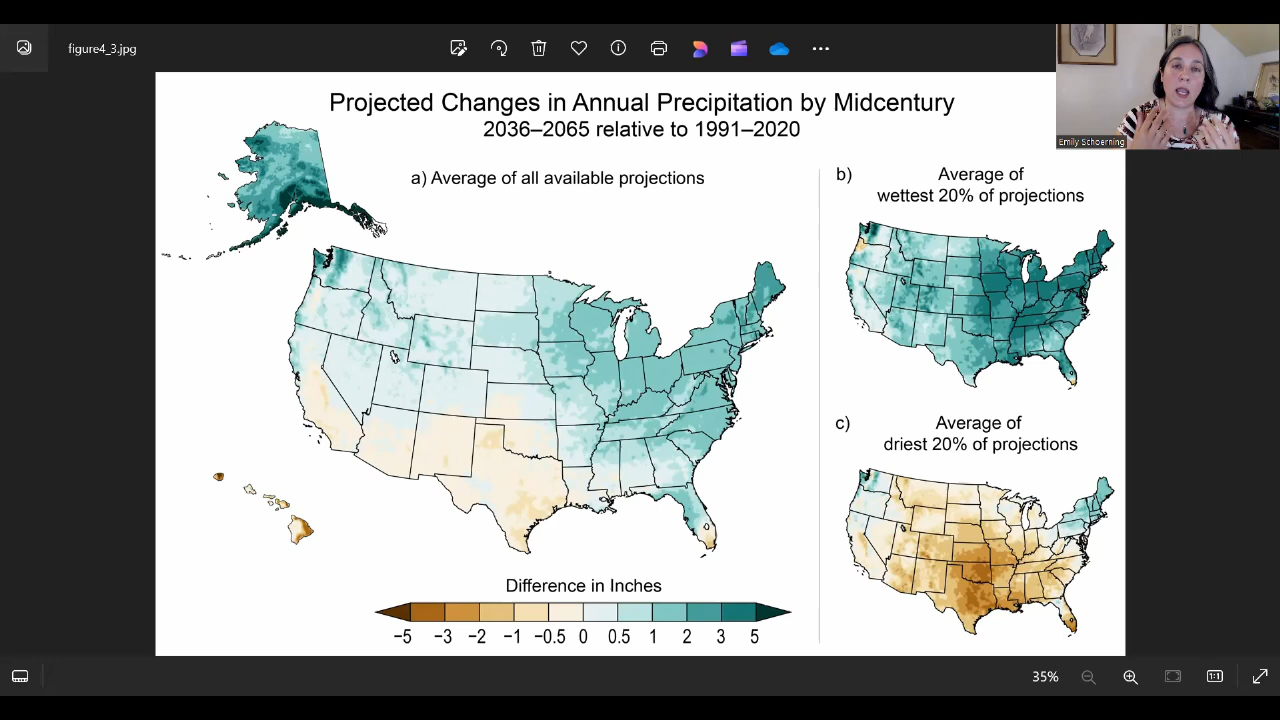 figure4_3.jpg
Emily Schoerning
Projected Changes in Annual Precipitation by Midcentury
2036–2065 relative to 1991–2020
a) Average of all available projections
b) Average of
wettest 20% of projections
c) Average of
driest 20% of projections
Difference in Inches
−5 −3 −2 −1 −0.5 0 0.5 1 2 3 5
35%
1:1